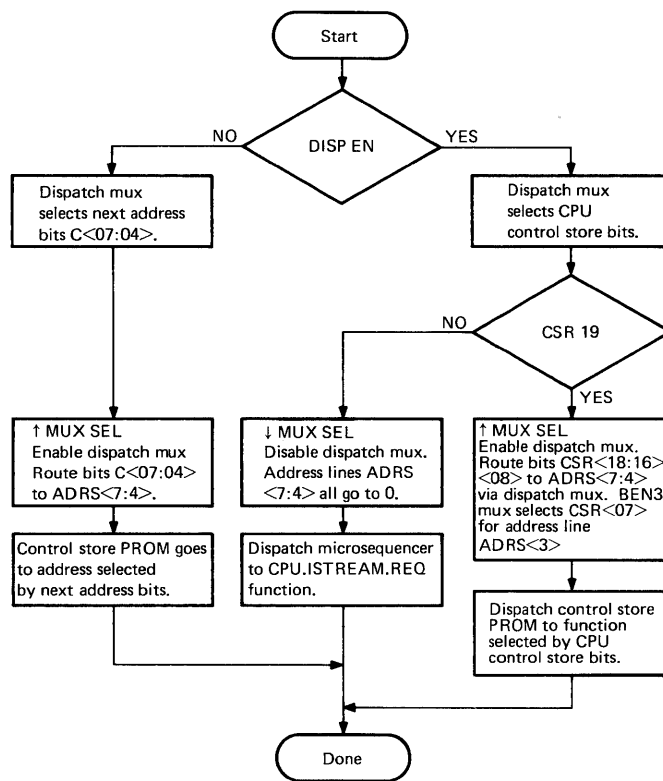 Start
NO
DISP EN
YES
Dispatch mux
selects next address
bits C<07:04>.
Dispatch mux
selects CPU
control store bits.
NO
CSR 19
YES
↑ MUX SEL
Enable dispatch mux
Route bits C<07:04>
to ADRS<7:4>.
↓ MUX SEL
Disable dispatch mux.
Address lines ADRS
<7:4> all go to 0.
↑ MUX SEL
Enable dispatch mux.
Route bits CSR<18:16>
<08> to ADRS<7:4>
via dispatch mux. BEN3
mux selects CSR<07>
for address line
ADRS<3>
Control store PROM goes
to address selected
by next address bits.
Dispatch microsequencer
to CPU.ISTREAM.REQ
function.
Dispatch control store
PROM to function
selected by CPU
control store bits.
Done